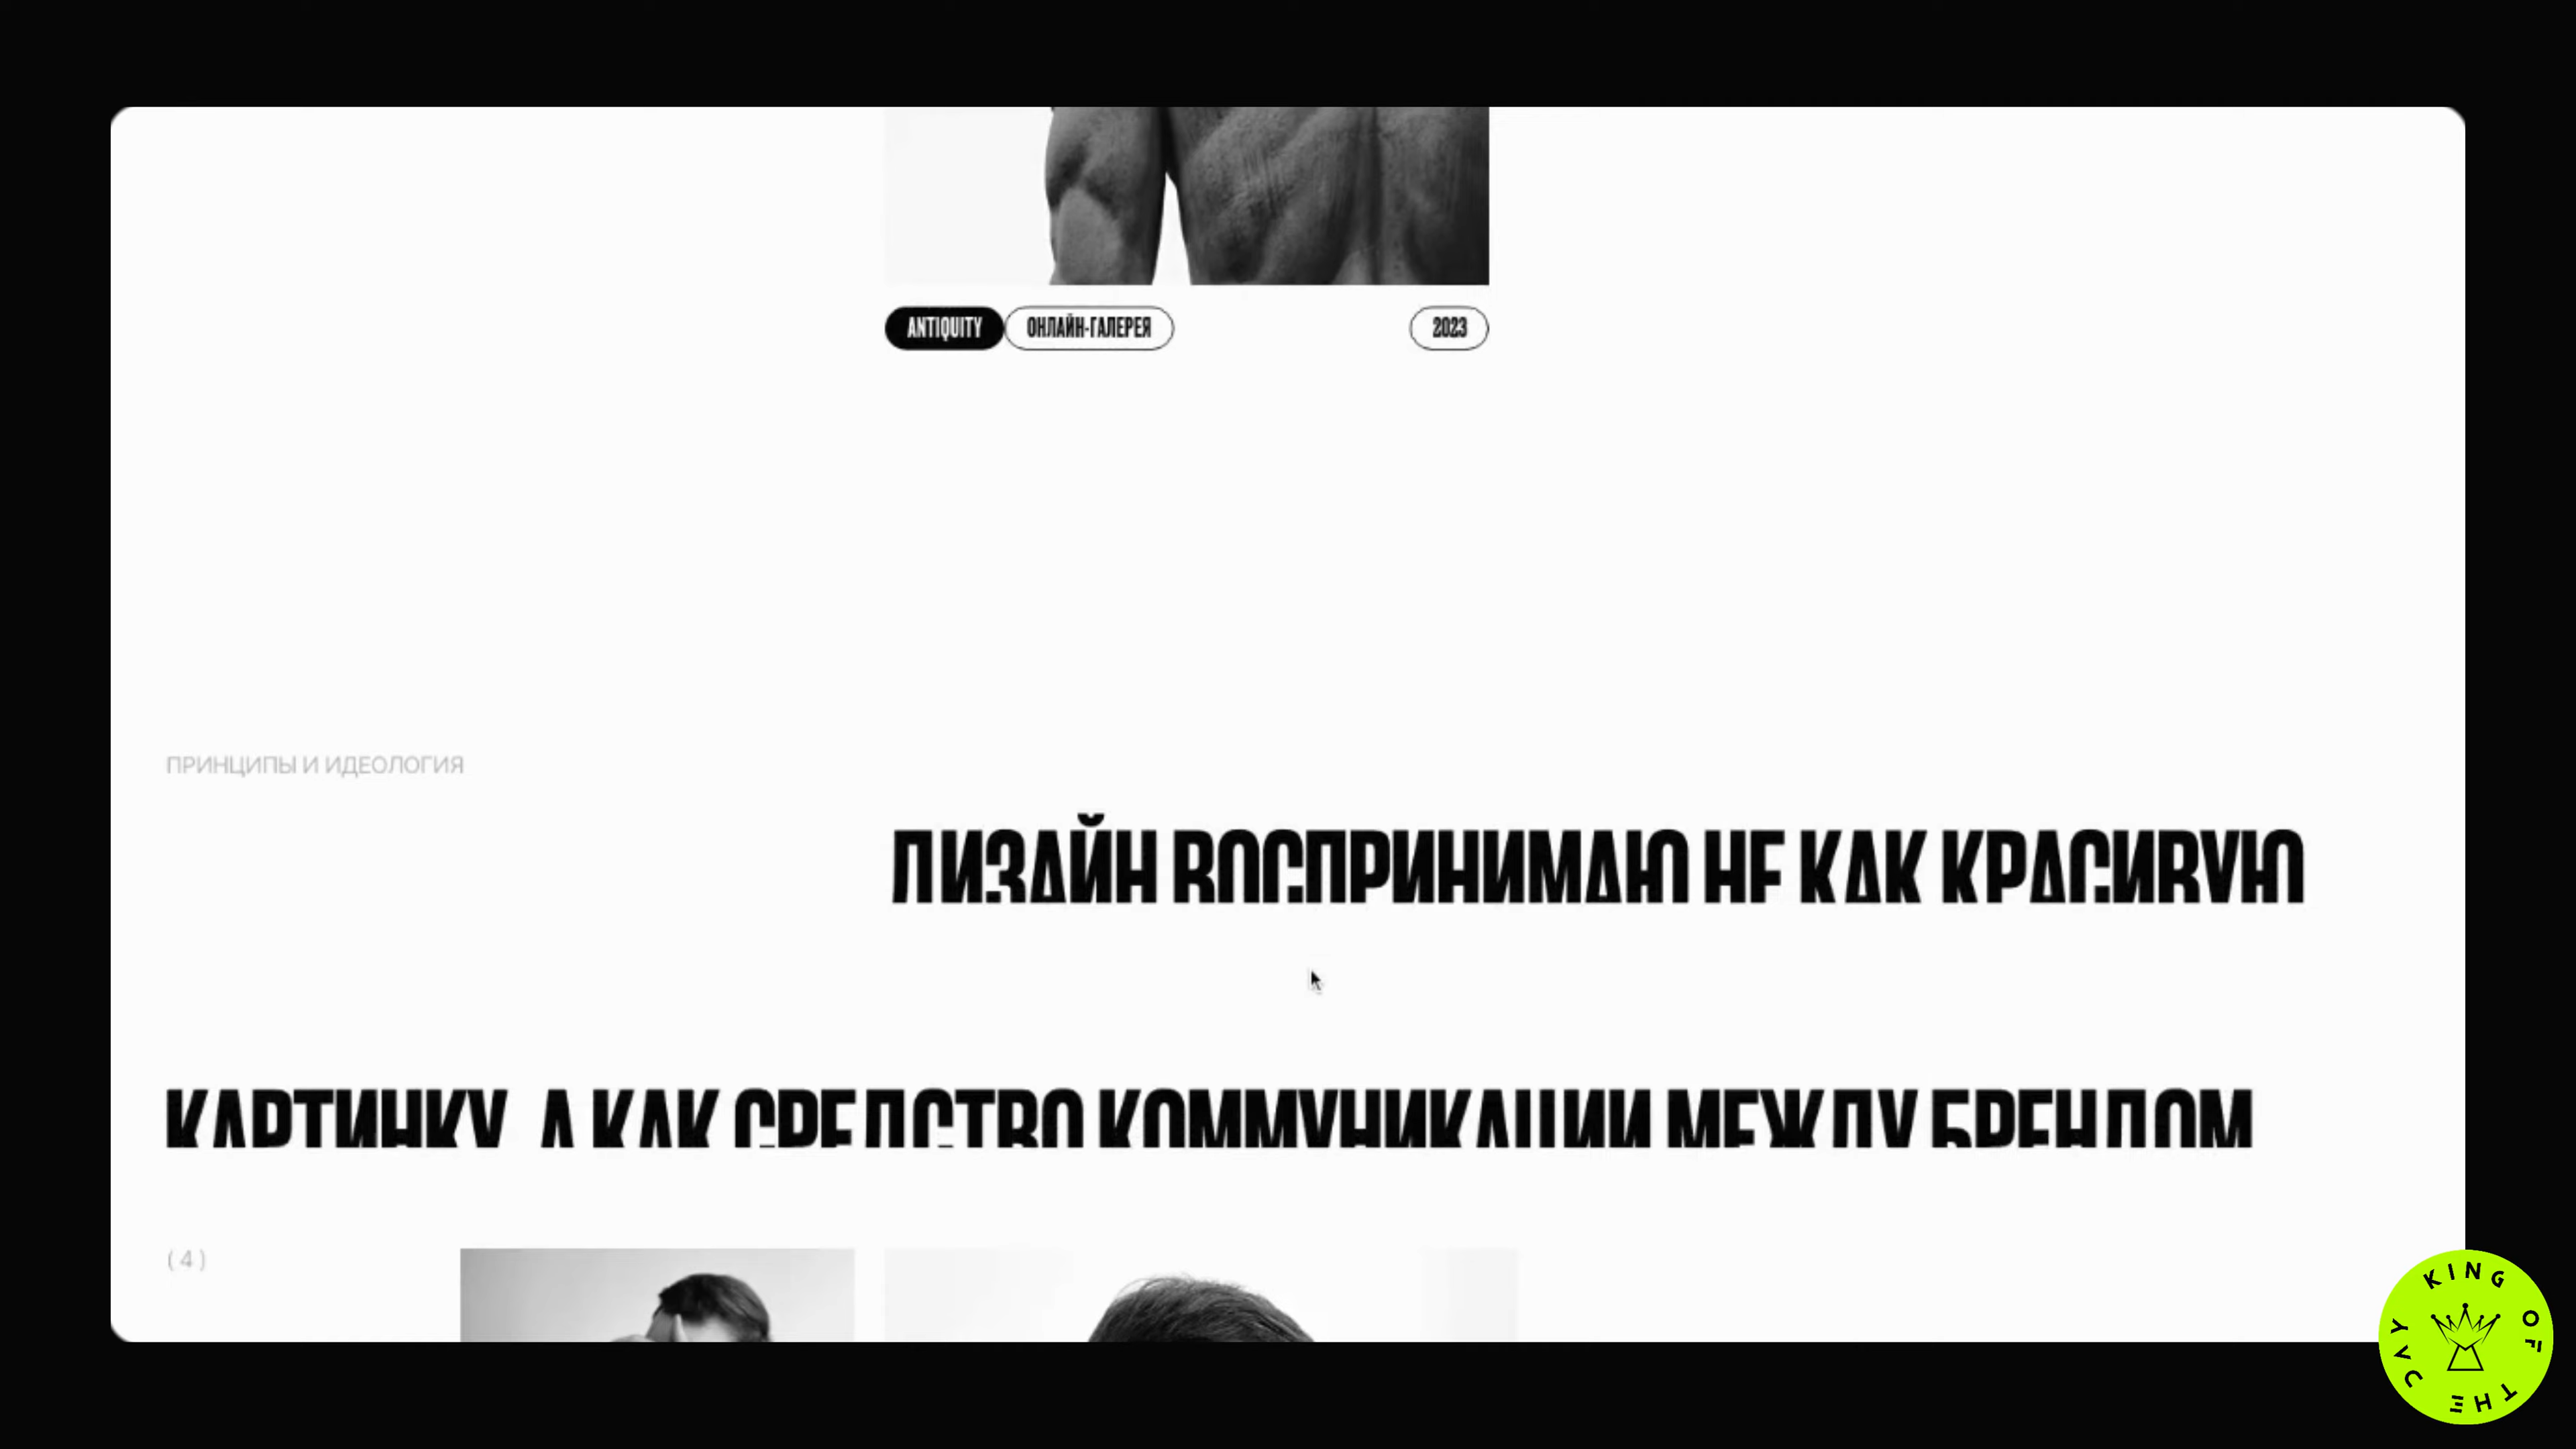 ANTIQUITY ОНЛАЙН-ГАЛЕРЕЯ 2023
ПРИНЦИПЫ И ИДЕОЛОГИЯ
ДИЗАЙН ВОСПРИНИМАЮ НЕ КАК КРАСИВУЮ
КАРТИНКУ, А КАК СРЕДСТВО КОММУНИКАЦИИ МЕЖДУ БРЕНДОМ
(4)
KING OF THE DAY